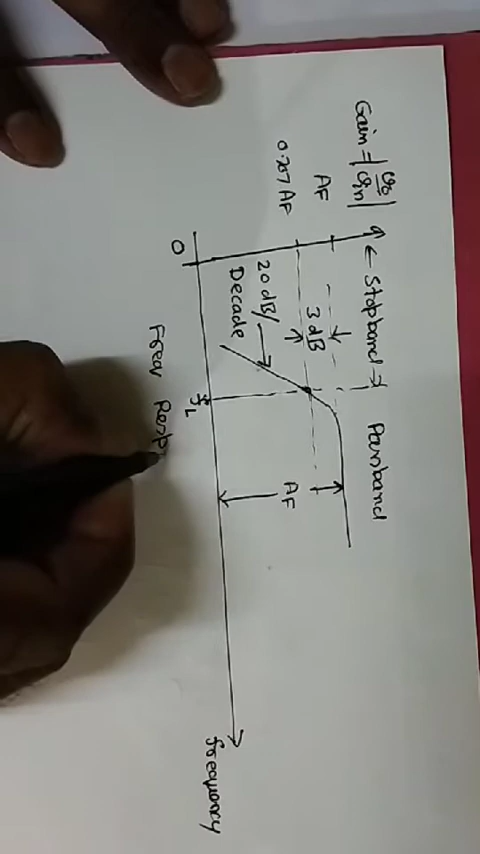 Gain = |vo/vin|
← Stopband → Passband
AF
0.707 AF
3 dB
20 dB/
Decade
AF
0
fL
frequency
Freq Resp